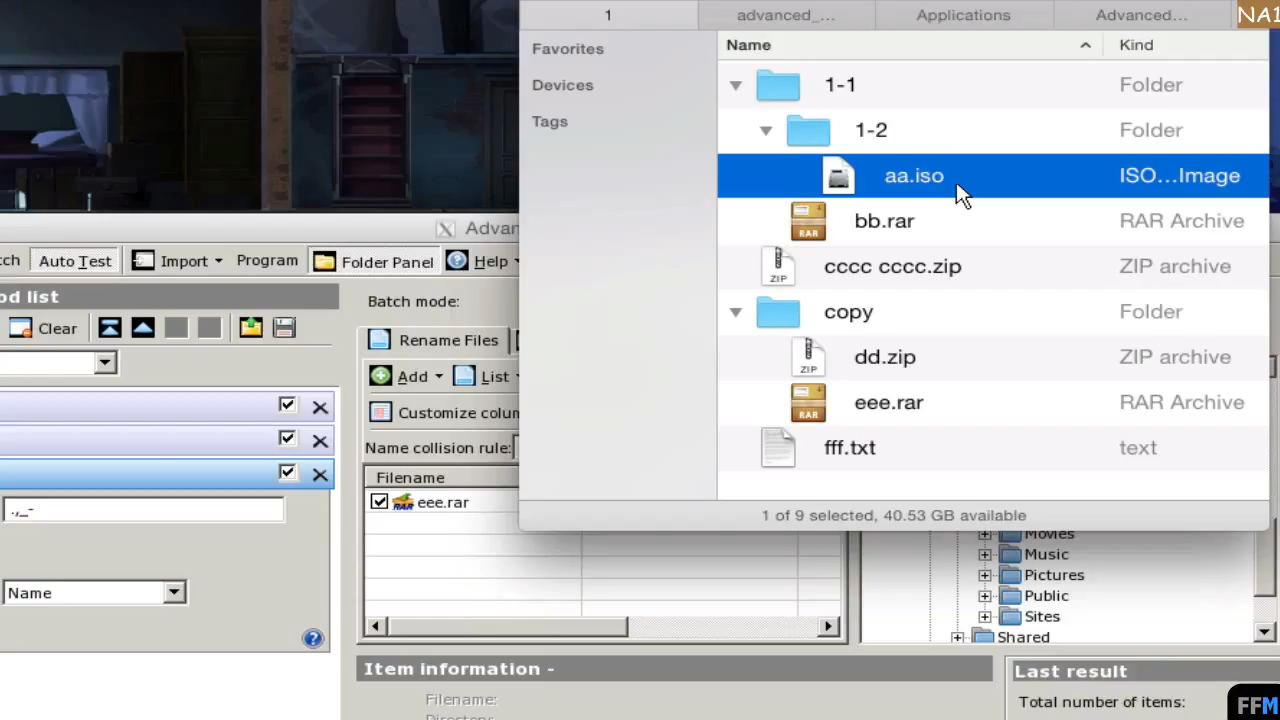 1
advanced_...
Applications
Advanced...
NA1
Favorites
Devices
Tags
Name
Kind
1-1
Folder
1-2
Folder
aa.iso
ISO...Image
bb.rar
RAR Archive
cccc cccc.zip
ZIP archive
copy
Folder
dd.zip
ZIP archive
eee.rar
RAR Archive
fff.txt
text
1 of 9 selected, 40.53 GB available
Advan
tch
Auto Test
Import
Program
Folder Panel
Help
od list
Clear
.,_-
Name
Batch mode:
Rename Files
Add
List
Customize colum
Name collision rule:
Filename
eee.rar
Movies
Music
Pictures
Public
Sites
Shared
Item information -
Filename:
Last result
Total number of items:
FFM